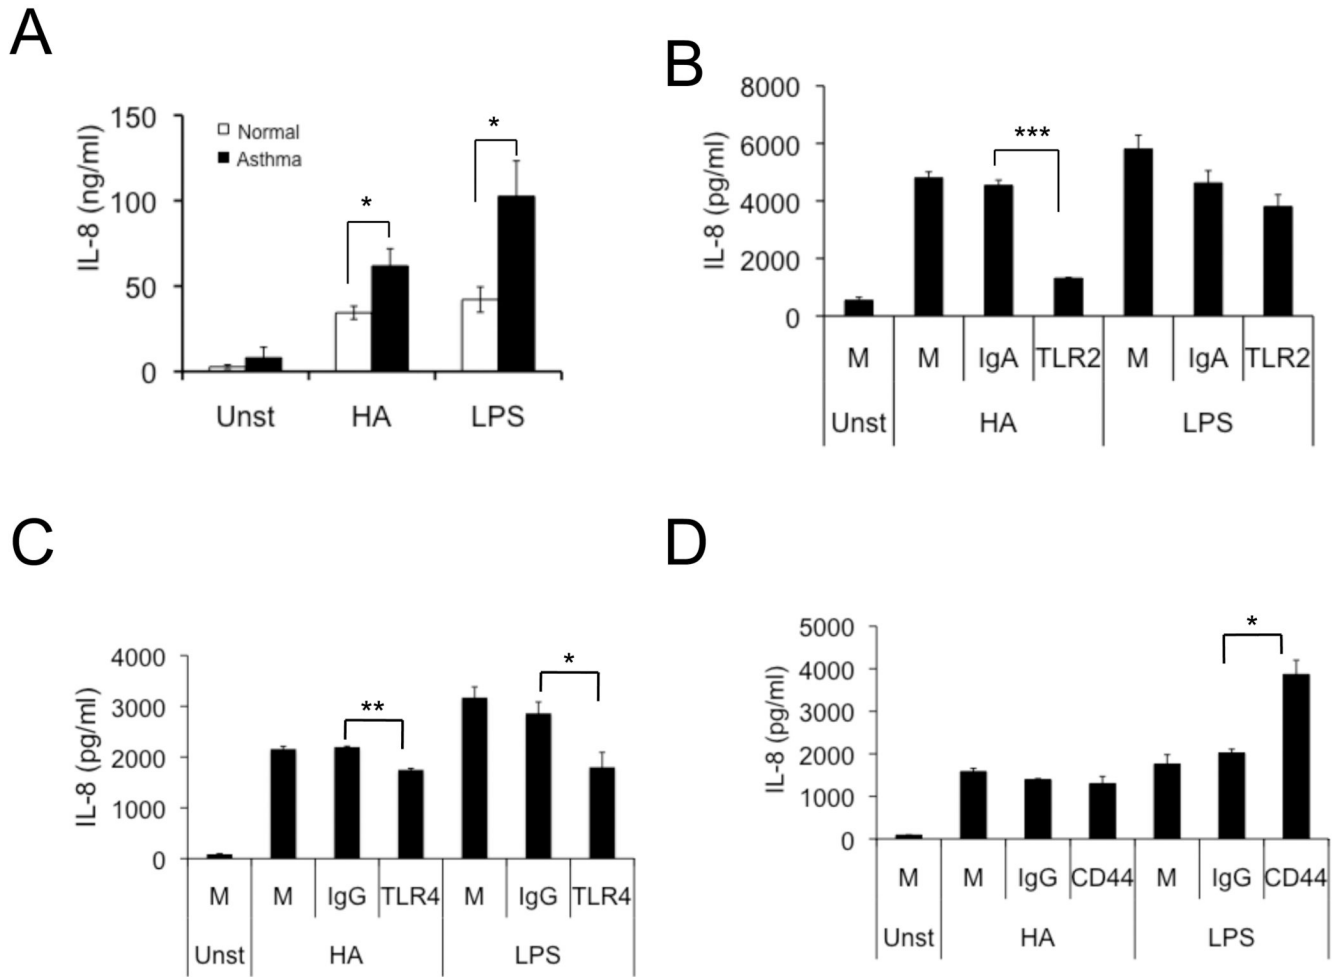 A
IL-8 (ng/ml)
150
100
50
0
Normal
Asthma
*
*
Unst HA LPS
B
IL-8 (pg/ml)
8000
6000
4000
2000
0
***
M M IgA TLR2 M IgA TLR2
Unst HA LPS
C
IL-8 (pg/ml)
4000
3000
2000
1000
0
**
*
M M IgG TLR4 M IgG TLR4
Unst HA LPS
D
IL-8 (pg/ml)
5000
4000
3000
2000
1000
0
*
M M IgG CD44 M IgG CD44
Unst HA LPS